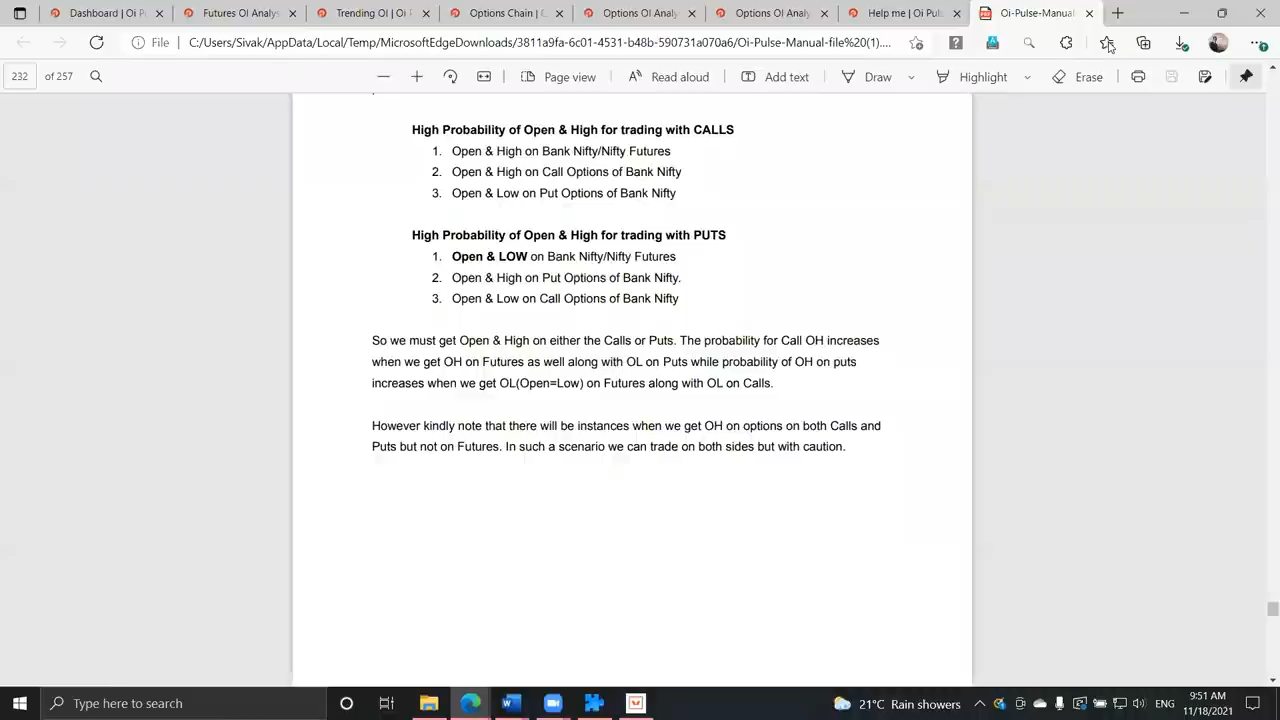 Dashboard | Oi P
Futures OI Analys
Trending OI | Oi P
Options Chain |
Options OI Analy
Options OI Analy
Help me | Oi Puls
Oi-Pulse-Manual-
File
C:/Users/Sivak/AppData/Local/Temp/MicrosoftEdgeDownloads/3811a9fa-6c01-4531-b48b-590731a070a6/Oi-Pulse-Manual-file%20(1)....
232 of 257
Page view
Read aloud
Add text
Draw
Highlight
Erase
High Probability of Open & High for trading with CALLS
1. Open & High on Bank Nifty/Nifty Futures
2. Open & High on Call Options of Bank Nifty
3. Open & Low on Put Options of Bank Nifty
High Probability of Open & High for trading with PUTS
1. Open & LOW on Bank Nifty/Nifty Futures
2. Open & High on Put Options of Bank Nifty.
3. Open & Low on Call Options of Bank Nifty
So we must get Open & High on either the Calls or Puts. The probability for Call OH increases
when we get OH on Futures as well along with OL on Puts while probability of OH on puts
increases when we get OL(Open=Low) on Futures along with OL on Calls.
However kindly note that there will be instances when we get OH on options on both Calls and
Puts but not on Futures. In such a scenario we can trade on both sides but with caution.
Type here to search
21°C Rain showers
ENG
9:51 AM
11/18/2021